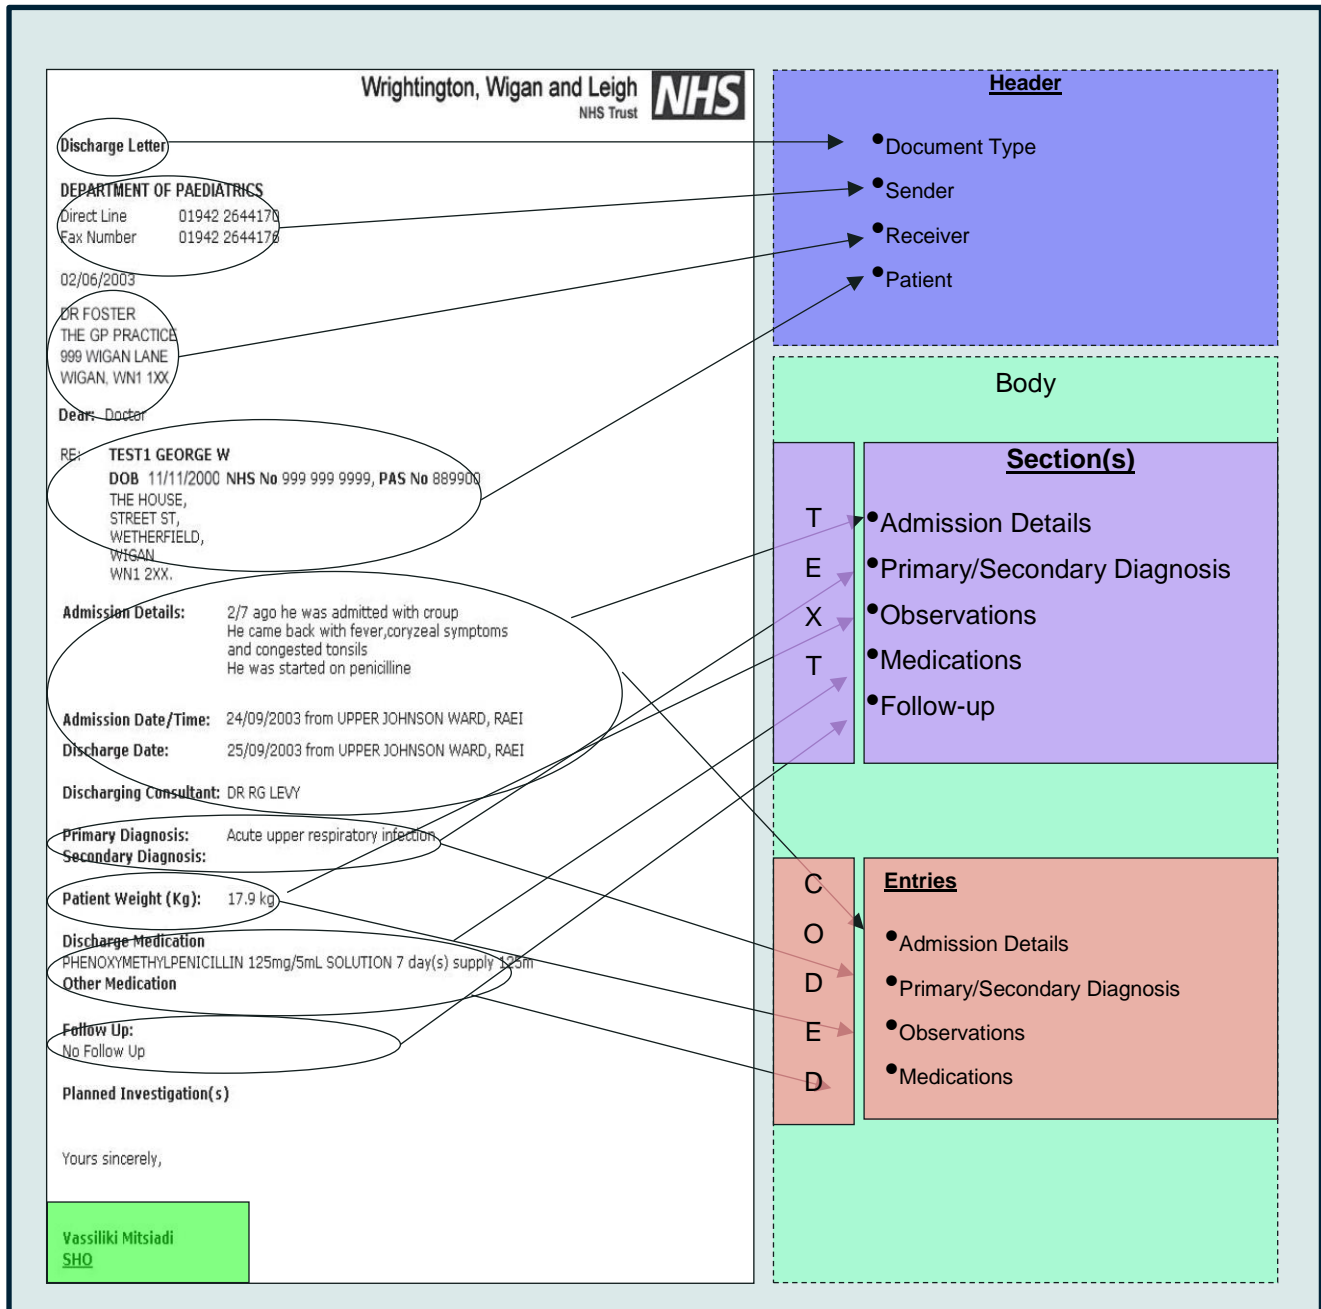 Wrightington, Wigan and Leigh NHS
NHS Trust
Discharge Letter
DEPARTMENT OF PAEDIATRICS
Direct Line 01942 2644170
Fax Number 01942 2644176
02/06/2003
DR FOSTER
THE GP PRACTICE
999 WIGAN LANE
WIGAN, WN1 1XX
Dear: Doctor
RE: TEST1 GEORGE W
DOB 11/11/2000 NHS No 999 999 9999, PAS No 889900
THE HOUSE,
STREET ST,
WETHERFIELD,
WIGAN
WN1 2XX.
Admission Details: 2/7 ago he was admitted with croup
He came back with fever,coryzeal symptoms
and congested tonsils
He was started on penicilline
Admission Date/Time: 24/09/2003 from UPPER JOHNSON WARD, RAEI
Discharge Date: 25/09/2003 from UPPER JOHNSON WARD, RAEI
Discharging Consultant: DR RG LEVY
Primary Diagnosis: Acute upper respiratory infection
Secondary Diagnosis:
Patient Weight (Kg): 17.9 kg
Discharge Medication
PHENOXYMETHYLPENICILLIN 125mg/5mL SOLUTION 7 day(s) supply 125m
Other Medication
Follow Up:
No Follow Up
Planned Investigation(s)
Yours sincerely,
Vassiliki Mitsiadi
SHO
Header
•Document Type
•Sender
•Receiver
•Patient
Body
T
E
X
T
Section(s)
•Admission Details
•Primary/Secondary Diagnosis
•Observations
•Medications
•Follow-up
C
O
D
E
D
Entries
•Admission Details
•Primary/Secondary Diagnosis
•Observations
•Medications